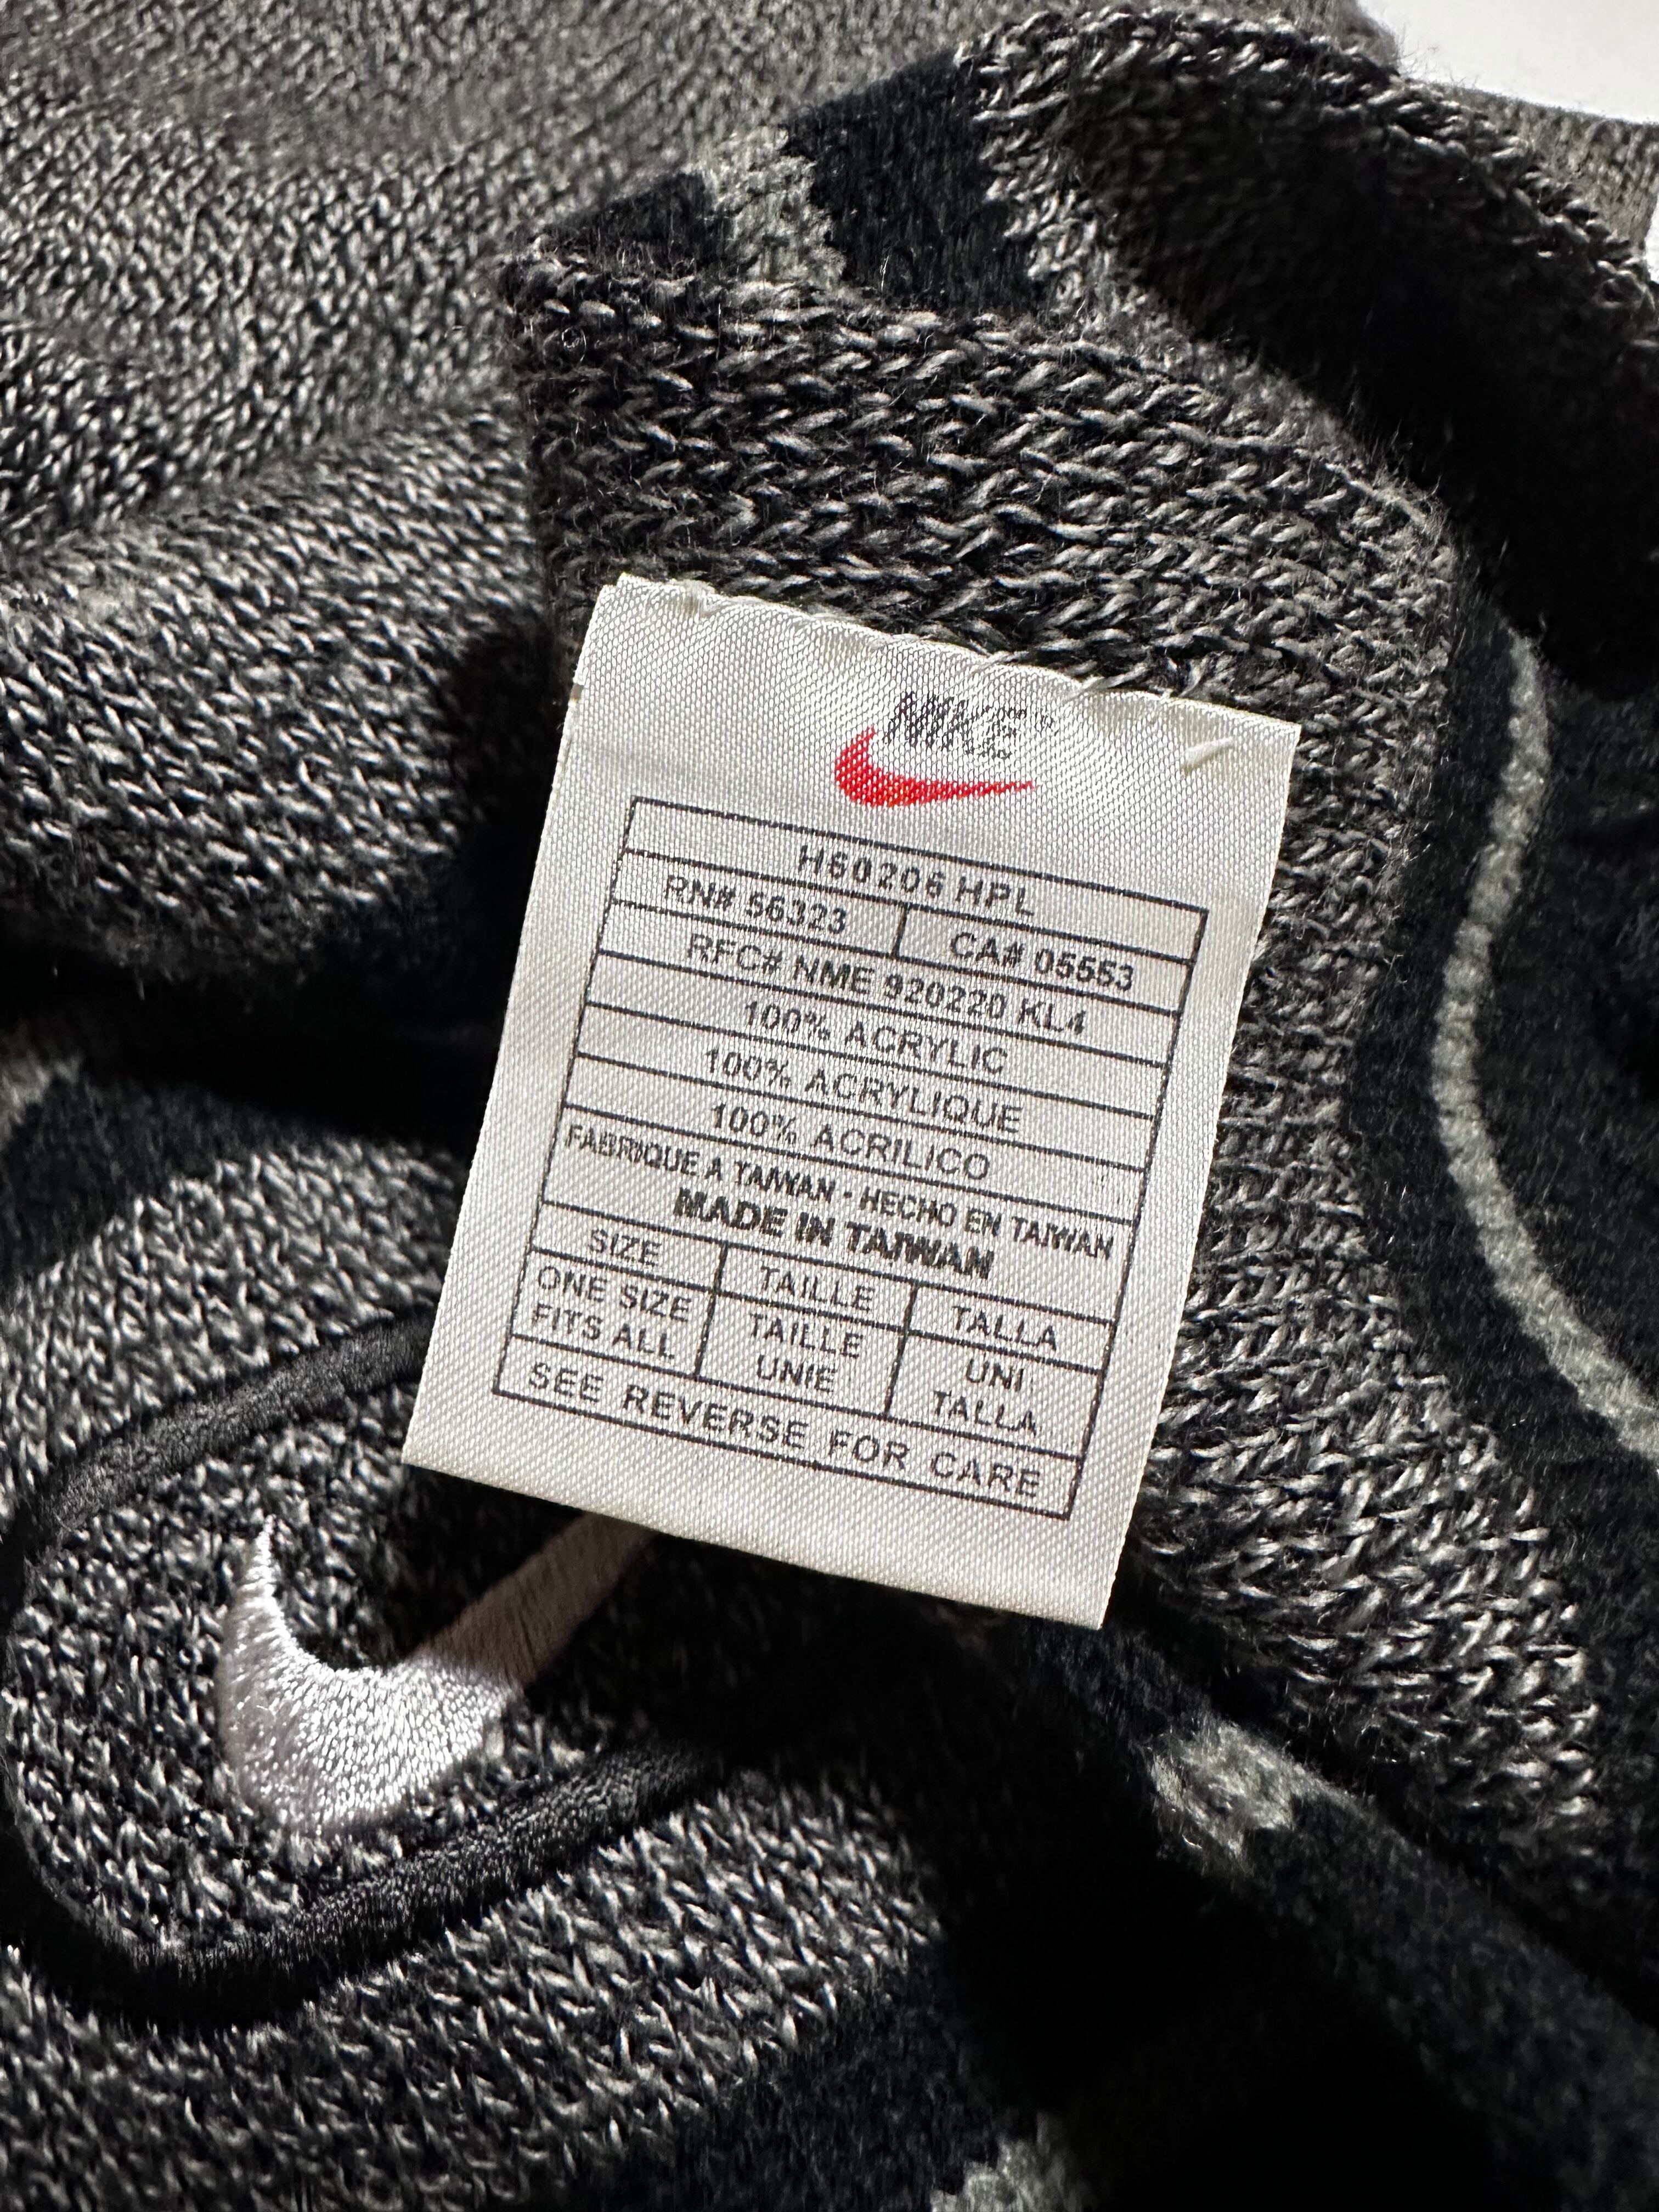 NIKE®
H60206 HPL
RN# 56323 CA# 05553
RFC# NME 920220 KL4
100% ACRYLIC
100% ACRYLIQUE
100% ACRILICO
FABRIQUE A TAIWAN - HECHO EN TAIWAN
MADE IN TAIWAN
SIZE TAILLE TALLA
ONE SIZE FITS ALL
TAILLE UNIE
UNI TALLA
SEE REVERSE FOR CARE